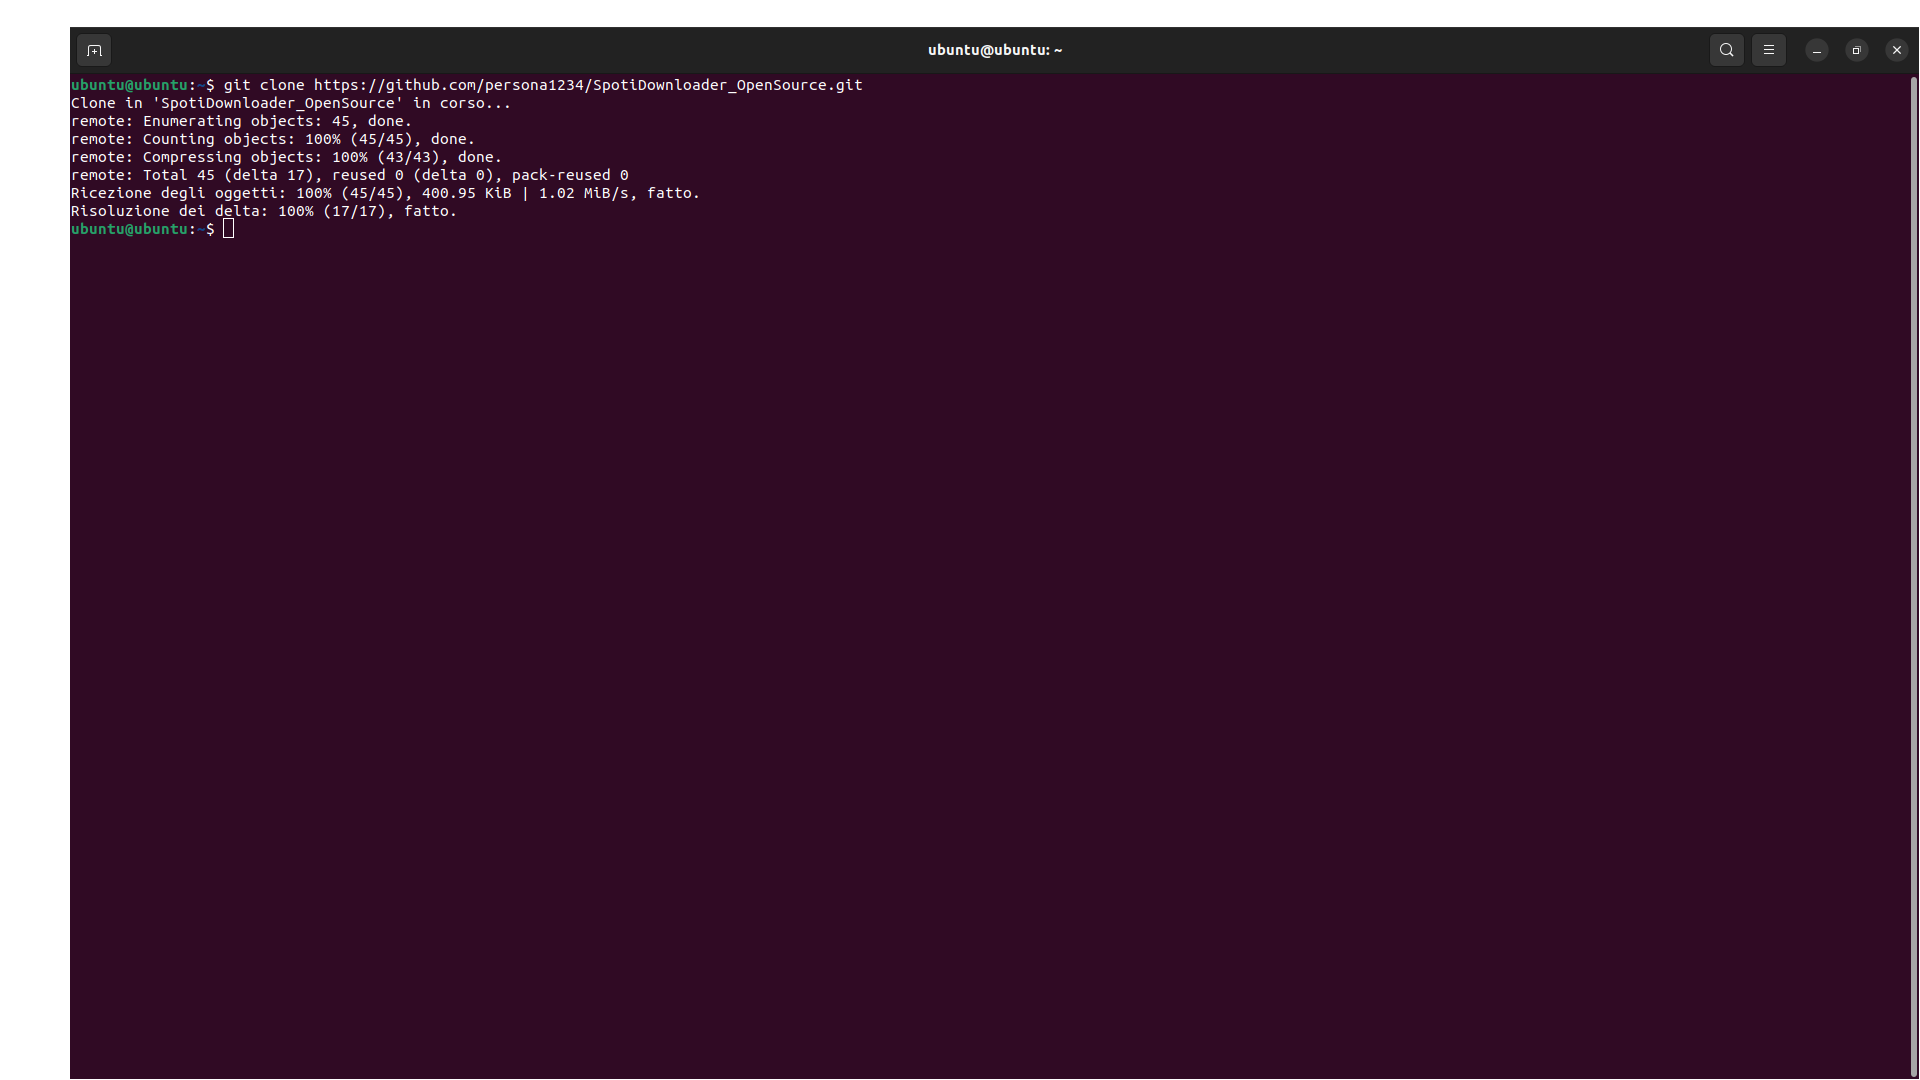 ubuntu@ubuntu: ~
ubuntu@ubuntu:~$ git clone https://github.com/persona1234/SpotiDownloader_OpenSource.git
Clone in 'SpotiDownloader_OpenSource' in corso...
remote: Enumerating objects: 45, done.
remote: Counting objects: 100% (45/45), done.
remote: Compressing objects: 100% (43/43), done.
remote: Total 45 (delta 17), reused 0 (delta 0), pack-reused 0
Ricezione degli oggetti: 100% (45/45), 400.95 KiB | 1.02 MiB/s, fatto.
Risoluzione dei delta: 100% (17/17), fatto.
ubuntu@ubuntu:~$